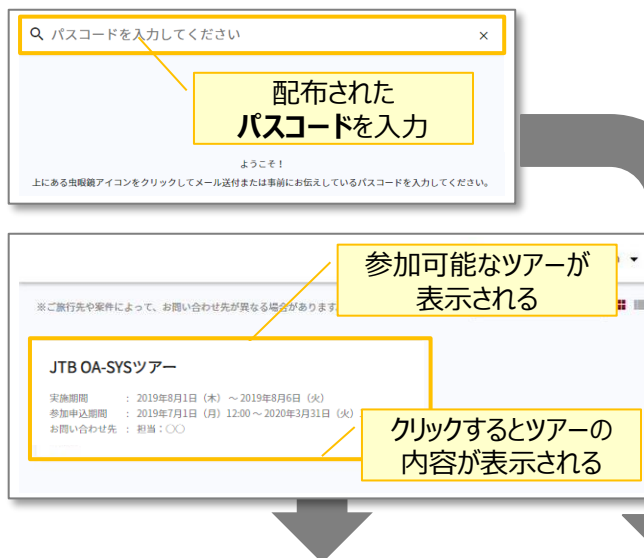 パスコードを入力してください ×
配布された
パスコードを入力
ようこそ！
上にある虫眼鏡アイコンをクリックしてメール送付または事前にお伝えしているパスコードを入力してください。
参加可能なツアーが
表示される
※ご旅行先や案件によって、お問い合わせ先が異なる場合があります
JTB OA-SYSツアー
実施期間 : 2019年8月1日（木）～2019年8月6日（火）
参加申込期間 : 2019年7月1日（月）12:00～2020年3月31日（火）
お問い合わせ先 : 担当：〇〇
クリックするとツアーの
内容が表示される